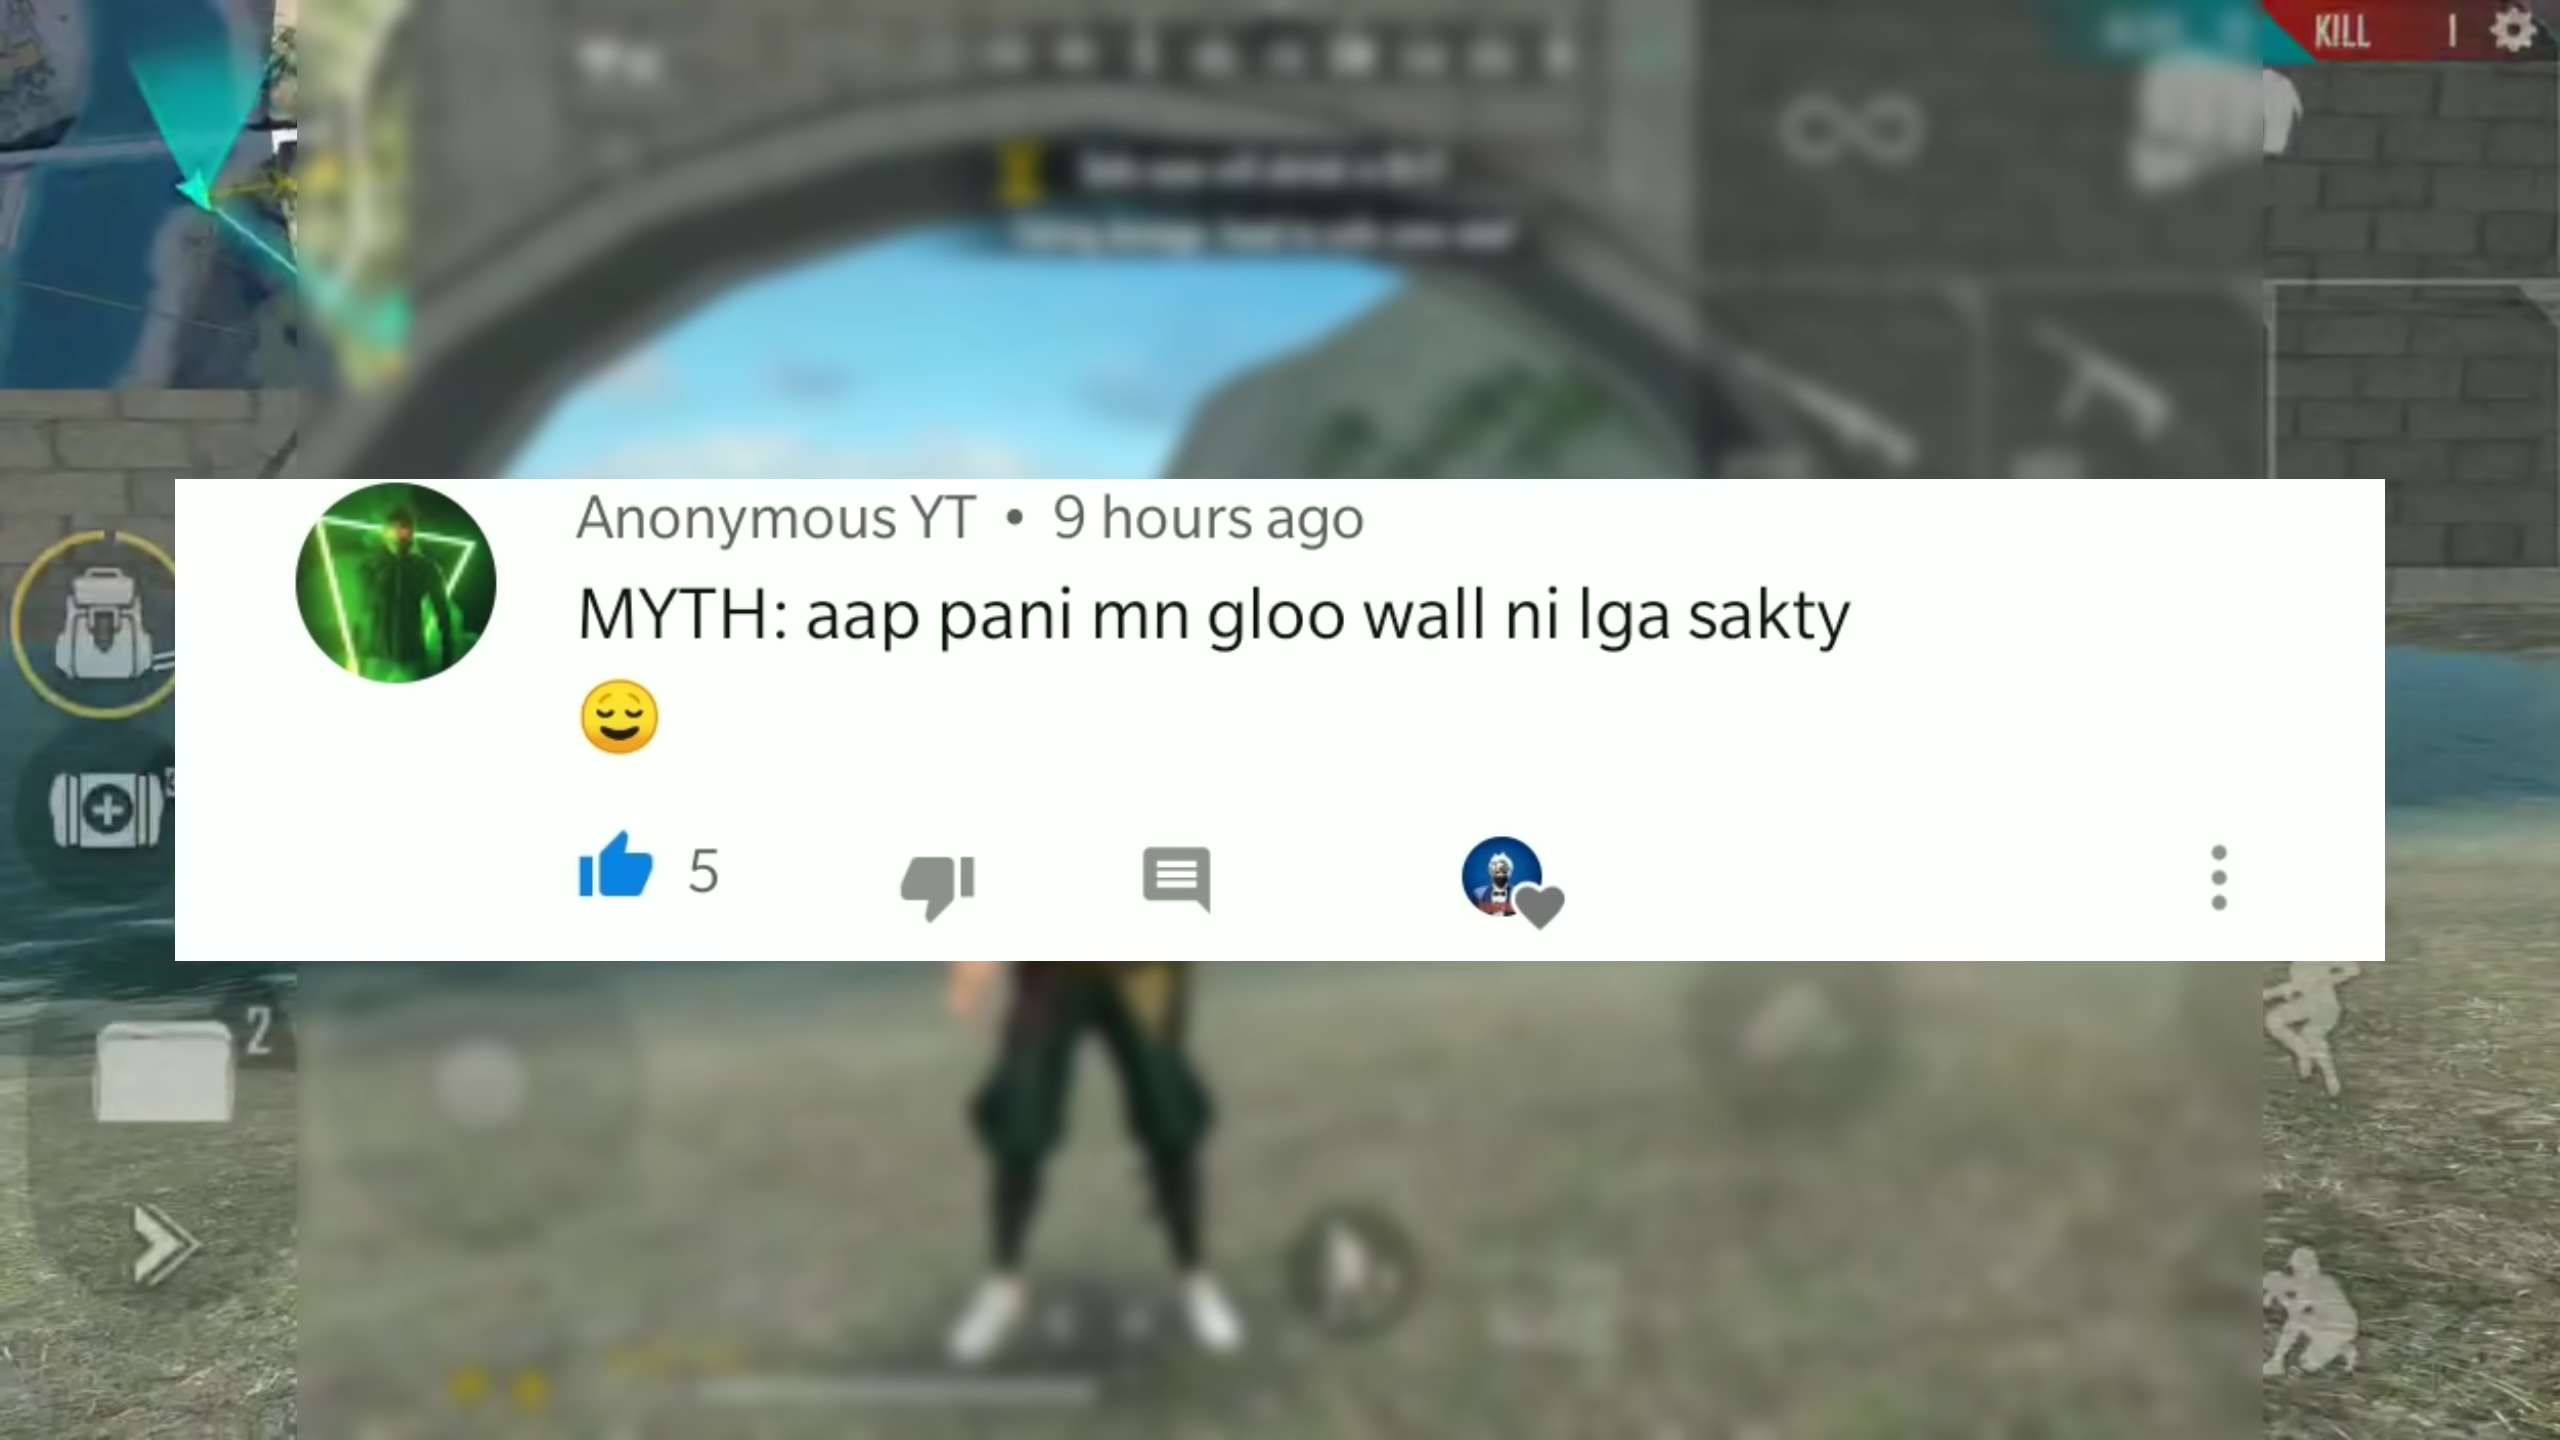 KILL 1
Anonymous YT • 9 hours ago
MYTH: aap pani mn gloo wall ni lga sakty
😌
5
2